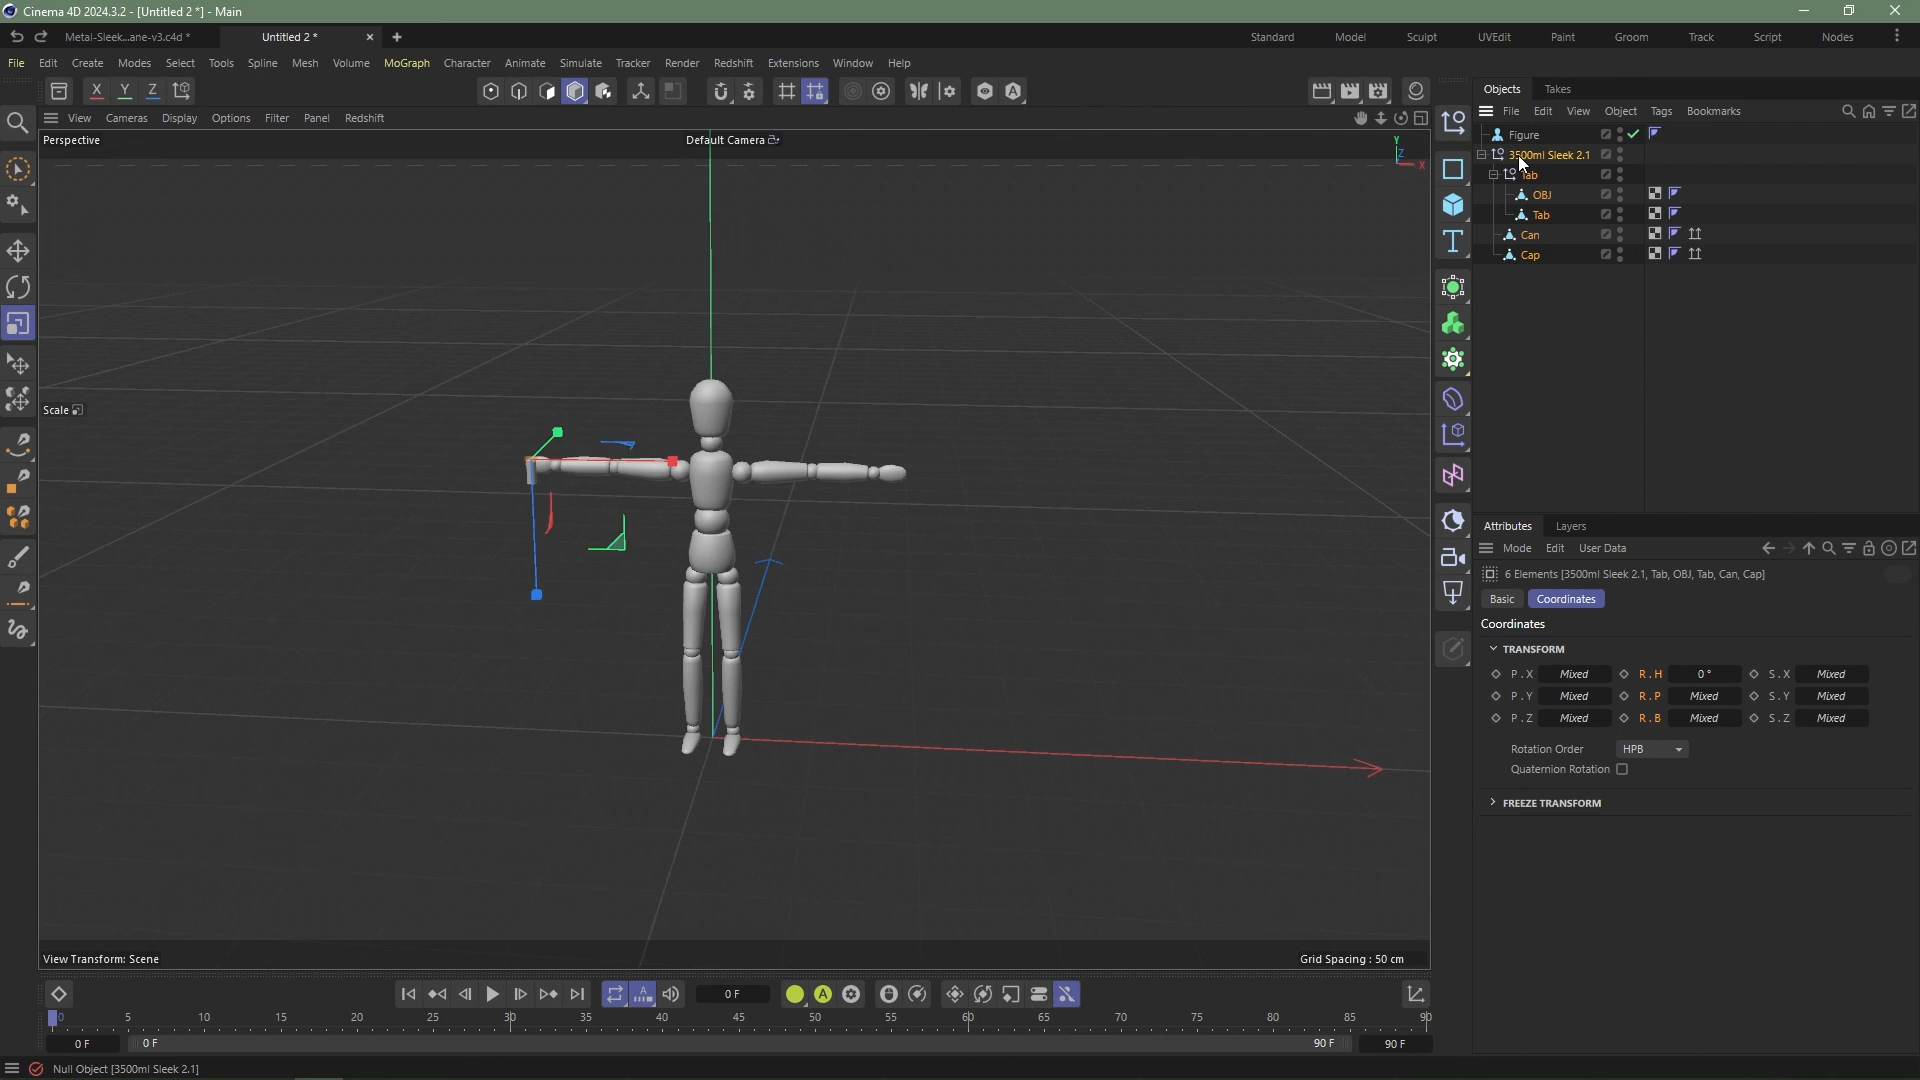 Cinema 4D 2024.3.2 - [Untitled 2 *] - Main
Metal-Sleek...ane-v3.c4d *
Untitled 2 *
Standard Model Sculpt UVEdit Paint Groom Track Script Nodes
File Edit Create Modes Select Tools Spline Mesh Volume MoGraph Character Animate Simulate Tracker Render Redshift Extensions Window Help
X Y Z
View Cameras Display Options Filter Panel Redshift
Perspective
Default Camera
Y
Z
X
Scale
View Transform: Scene
Grid Spacing : 50 cm
Objects Takes
File Edit View Object Tags Bookmarks
Figure
3500ml Sleek 2.1
Tab
OBJ
Tab
Can
Cap
Attributes Layers
Mode Edit User Data
6 Elements [3500ml Sleek 2.1, Tab, OBJ, Tab, Can, Cap]
Basic Coordinates
Coordinates
TRANSFORM
P . X Mixed R . H 0 ° S . X Mixed
P . Y Mixed R . P Mixed S . Y Mixed
P . Z Mixed R . B Mixed S . Z Mixed
Rotation Order HPB
Quaternion Rotation
FREEZE TRANSFORM
0 F
0 5 10 15 20 25 30 35 40 45 50 55 60 65 70 75 80 85 90
0 F 0 F 90 F 90 F
Null Object [3500ml Sleek 2.1]